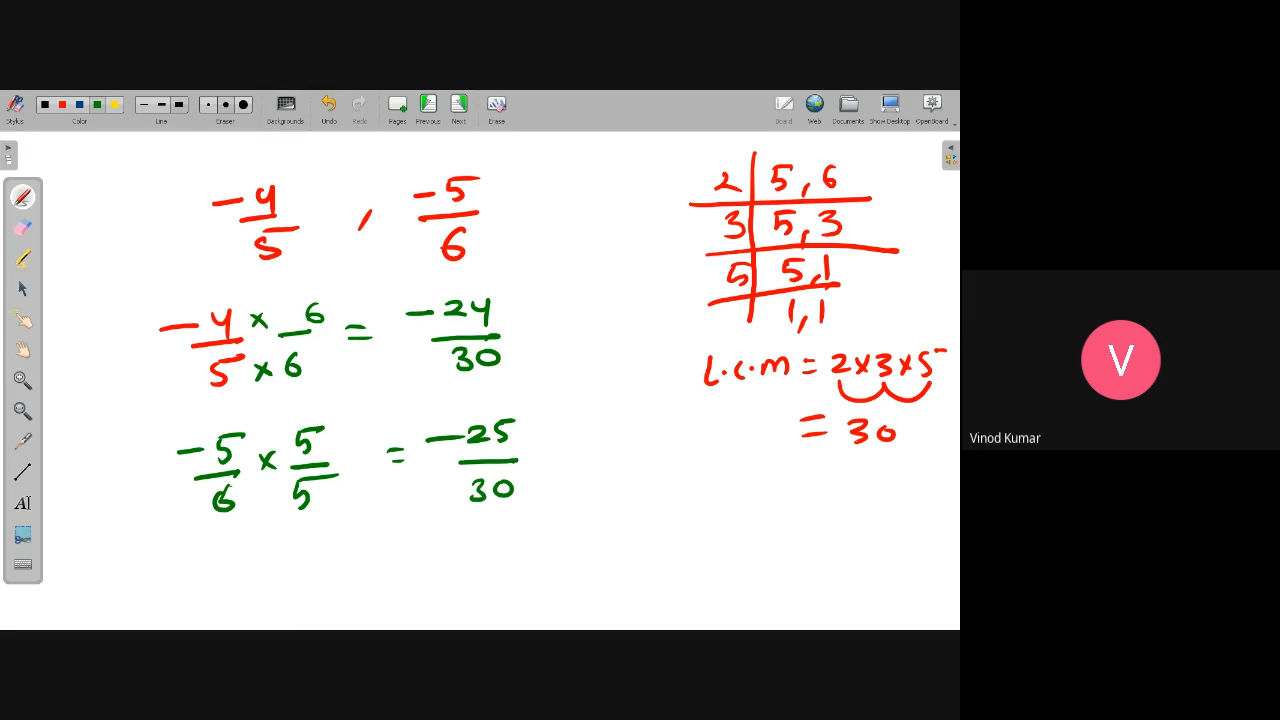 Stylus Color Line Eraser Backgrounds Undo Redo Pages Previous Next Erase Board Web Documents Show Desktop OpenBoard
-4/5 , -5/6
-4/5 × 6/× 6 = -24/30
-5/6 × 5/5 = -25/30
2 | 5, 6
3 | 5, 3
5 | 5, 1
1, 1
L.C.M = 2×3×5
= 30
V
Vinod Kumar